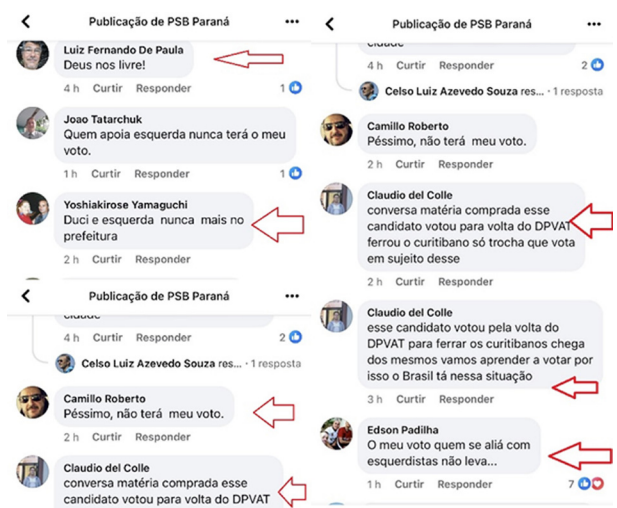 Publicação de PSB Paraná
Luiz Fernando De Paula
Deus nos livre!
4 h Curtir Responder 1
Joao Tatarchuk
Quem apoia esquerda nunca terá o meu
voto.
1 h Curtir Responder 1
Yoshiakirose Yamaguchi
Duci e esquerda nunca mais no
prefeitura
2 h Curtir Responder
Publicação de PSB Paraná
cidade
4 h Curtir Responder 2
Celso Luiz Azevedo Souza res... · 1 resposta
Camillo Roberto
Péssimo, não terá meu voto.
2 h Curtir Responder
Claudio del Colle
conversa matéria comprada esse
candidato votou para volta do DPVAT
Publicação de PSB Paraná
cidade
4 h Curtir Responder 2
Celso Luiz Azevedo Souza res... · 1 resposta
Camillo Roberto
Péssimo, não terá meu voto.
2 h Curtir Responder
Claudio del Colle
conversa matéria comprada esse
candidato votou para volta do DPVAT
ferrou o curitibano só trocha que vota
em sujeito desse
2 h Curtir Responder
Claudio del Colle
esse candidato votou pela volta do
DPVAT para ferrar os curitibanos chega
dos mesmos vamos aprender a votar por
isso o Brasil tá nessa situação
3 h Curtir Responder
Edson Padilha
O meu voto quem se aliá com
esquerdistas não leva...
1 h Curtir Responder 7